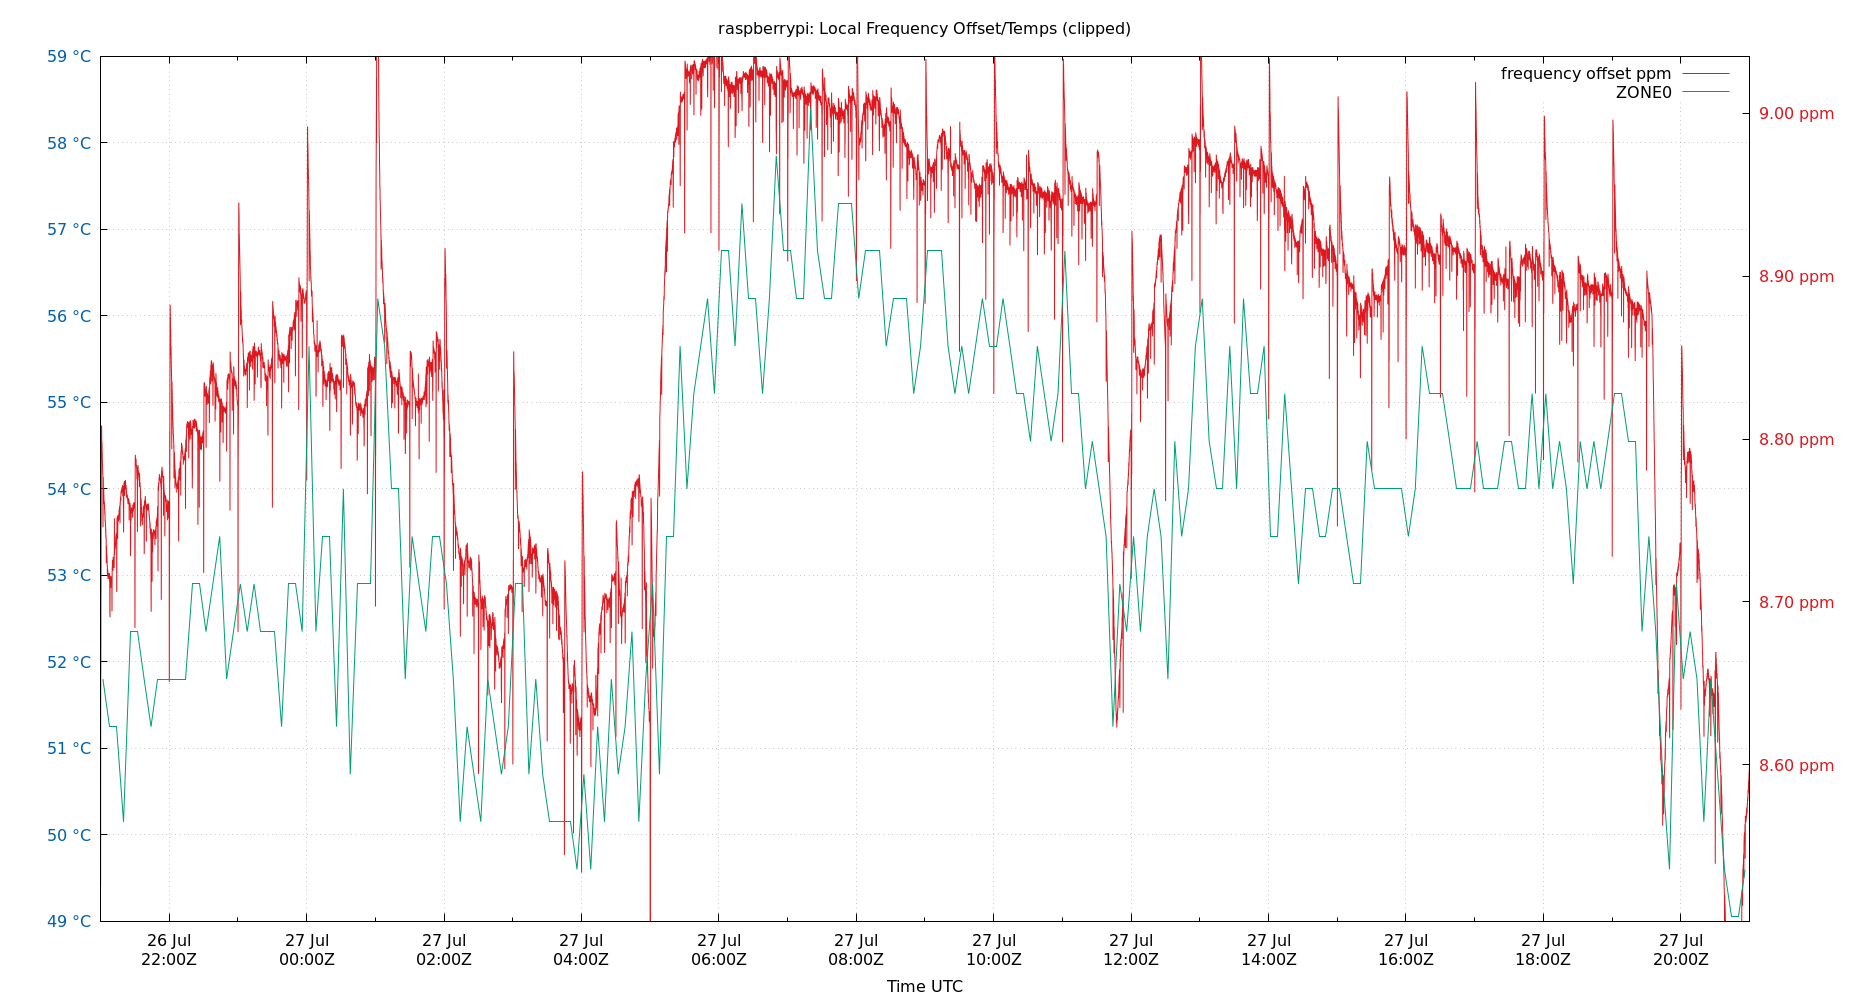 raspberrypi: Local Frequency Offset/Temps (clipped)
59 °C
58 °C
57 °C
56 °C
55 °C
54 °C
53 °C
52 °C
51 °C
50 °C
49 °C
frequency offset ppm
ZONE0
9.00 ppm
8.90 ppm
8.80 ppm
8.70 ppm
8.60 ppm
26 Jul
22:00Z
27 Jul
00:00Z
27 Jul
02:00Z
27 Jul
04:00Z
27 Jul
06:00Z
27 Jul
08:00Z
27 Jul
10:00Z
27 Jul
12:00Z
27 Jul
14:00Z
27 Jul
16:00Z
27 Jul
18:00Z
27 Jul
20:00Z
Time UTC